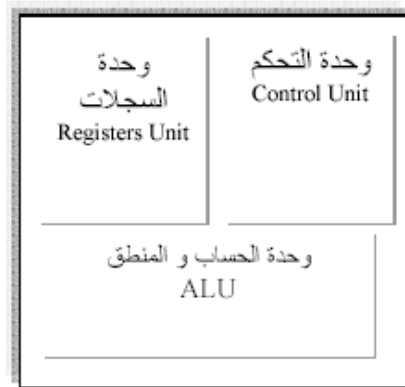 وحدة
السجلات
Registers Unit
وحدة التحكم
Control Unit
وحدة الحساب و المنطق
ALU